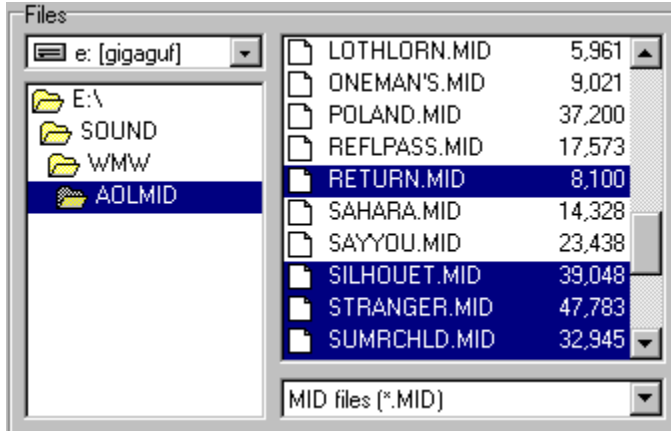 Files
e: [gigaguf]
E:\
SOUND
WMW
AOLMID
LOTHLORN.MID 5,961
ONEMAN'S.MID 9,021
POLAND.MID 37,200
REFLPASS.MID 17,573
RETURN.MID 8,100
SAHARA.MID 14,328
SAYYOU.MID 23,438
SILHOUET.MID 39,048
STRANGER.MID 47,783
SUMRCHLD.MID 32,945
MID files (*.MID)